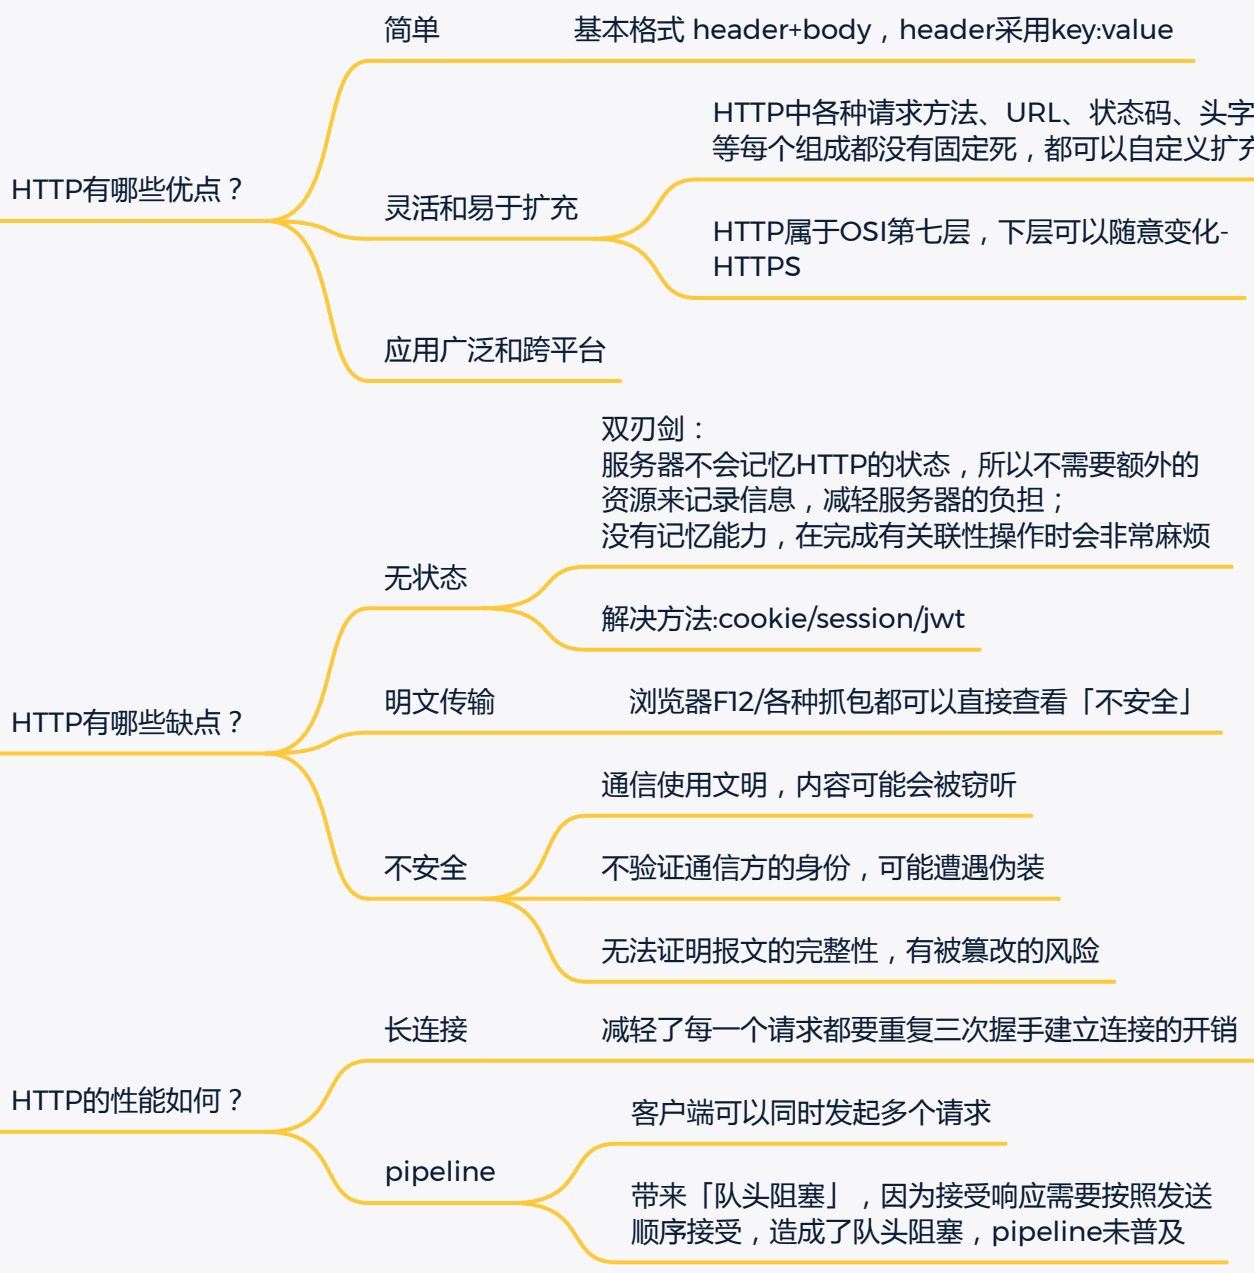 HTTP有哪些优点？
简单
基本格式 header+body，header采用key:value
灵活和易于扩充
HTTP中各种请求方法、URL、状态码、头字
等每个组成都没有固定死，都可以自定义扩充
HTTP属于OSI第七层，下层可以随意变化-
HTTPS
应用广泛和跨平台
HTTP有哪些缺点？
无状态
双刃剑：
服务器不会记忆HTTP的状态，所以不需要额外的
资源来记录信息，减轻服务器的负担；
没有记忆能力，在完成有关联性操作时会非常麻烦
解决方法:cookie/session/jwt
明文传输
浏览器F12/各种抓包都可以直接查看「不安全」
不安全
通信使用文明，内容可能会被窃听
不验证通信方的身份，可能遭遇伪装
无法证明报文的完整性，有被篡改的风险
HTTP的性能如何？
长连接
减轻了每一个请求都要重复三次握手建立连接的开销
pipeline
客户端可以同时发起多个请求
带来「队头阻塞」，因为接受响应需要按照发送
顺序接受，造成了队头阻塞，pipeline未普及